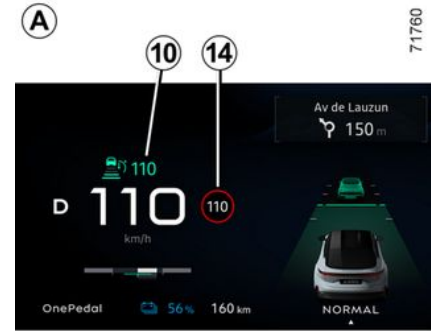 A
71760
10
14
Av de Lauzun
150 m
110
D
110
110
km/h
OnePedal
56 %
160 km
NORMAL